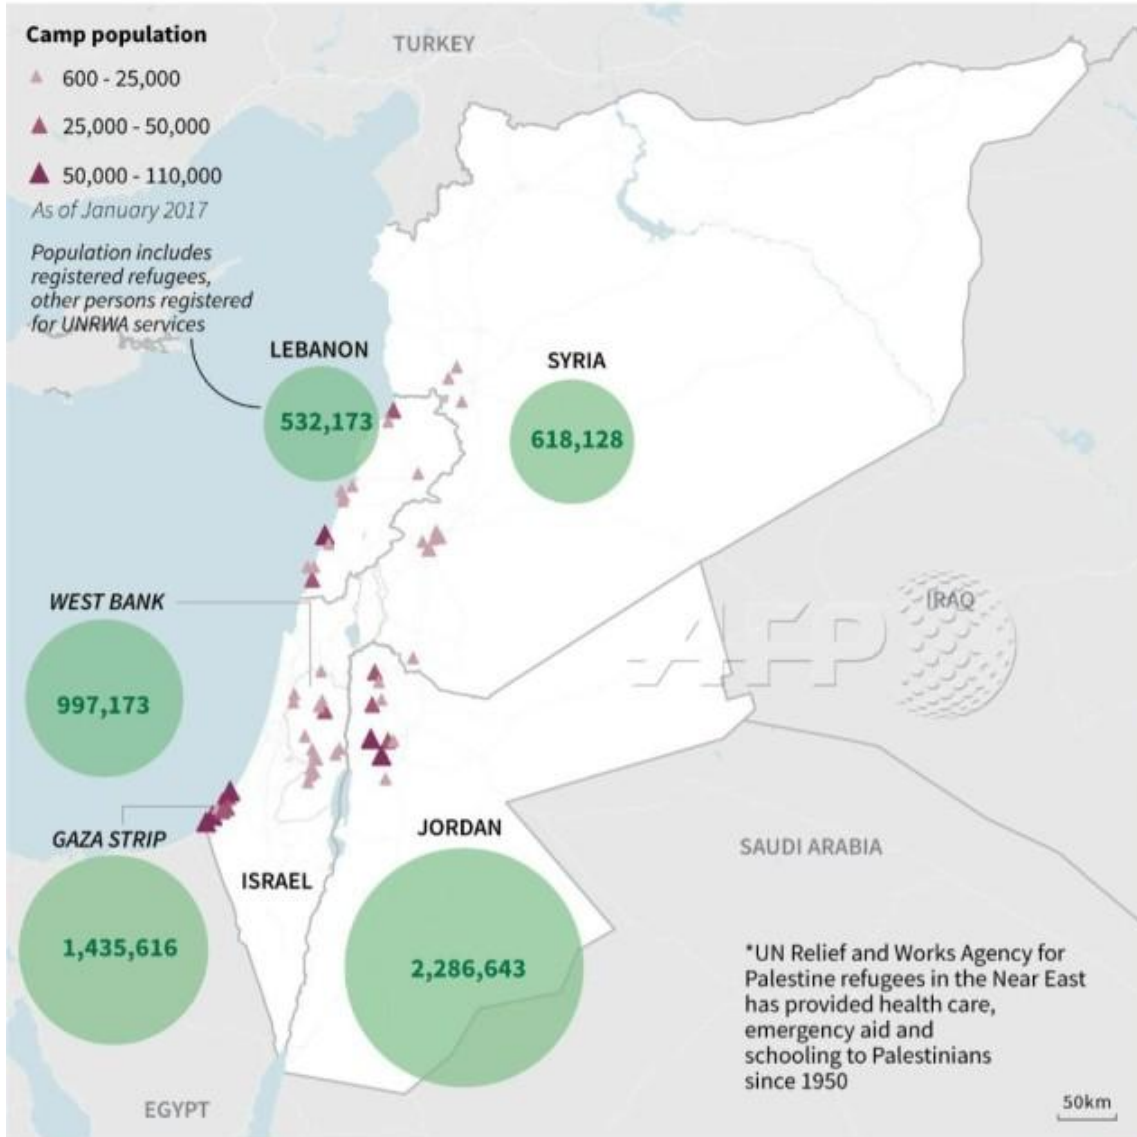 Camp population
600 - 25,000
25,000 - 50,000
50,000 - 110,000
As of January 2017
Population includes
registered refugees,
other persons registered
for UNRWA services
TURKEY
LEBANON
532,173
SYRIA
618,128
WEST BANK
997,173
IRAQ
AFP
GAZA STRIP
1,435,616
ISRAEL
JORDAN
2,286,643
SAUDI ARABIA
*UN Relief and Works Agency for
Palestine refugees in the Near East
has provided health care,
emergency aid and
schooling to Palestinians
since 1950
EGYPT
50km